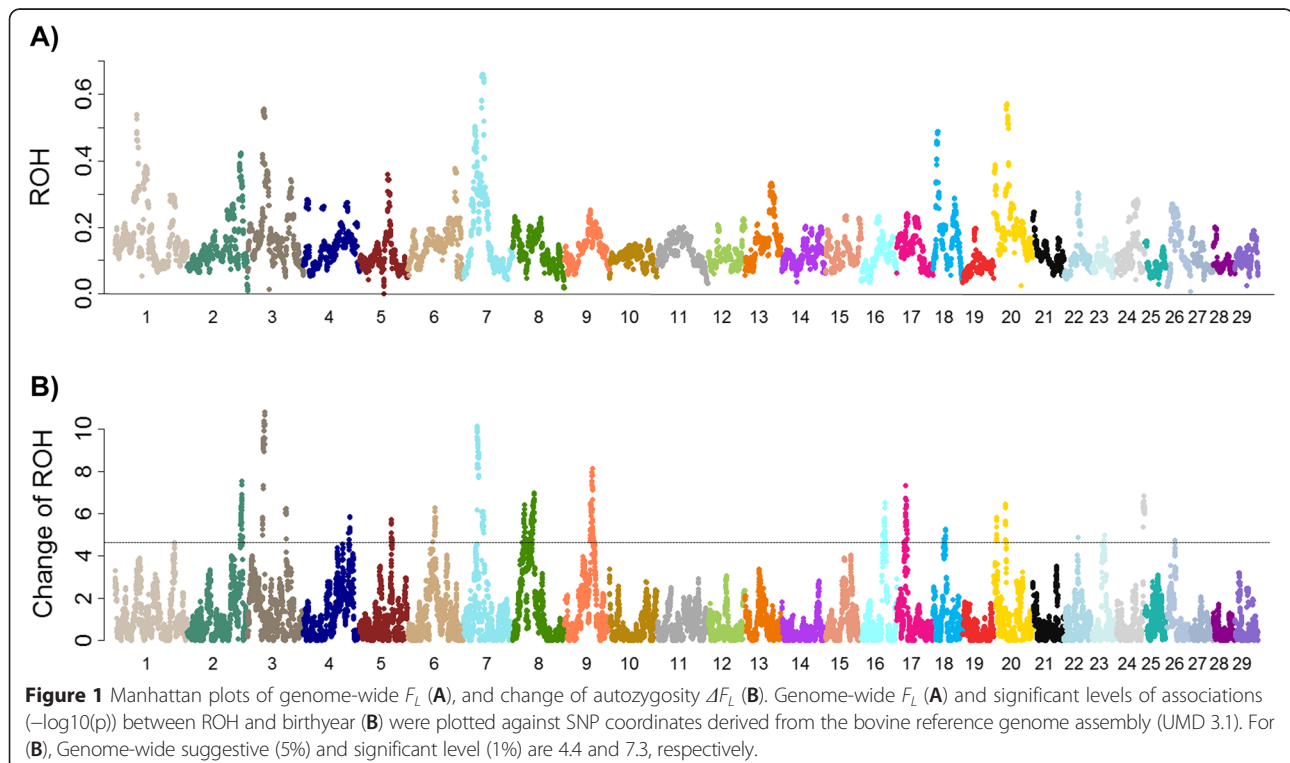 A)
ROH
0.6
0.4
0.2
0.0
1 2 3 4 5 6 7 8 9 10 11 12 13 14 15 16 17 18 19 20 21 22 23 24 25 26 27 28 29
B)
Change of ROH
10
8
6
4
2
0
1 2 3 4 5 6 7 8 9 10 11 12 13 14 15 16 17 18 19 20 21 22 23 24 25 26 27 28 29
Figure 1 Manhattan plots of genome-wide F_L (A), and change of autozygosity ΔF_L (B). Genome-wide F_L (A) and significant levels of associations
(−log10(p)) between ROH and birthyear (B) were plotted against SNP coordinates derived from the bovine reference genome assembly (UMD 3.1). For
(B), Genome-wide suggestive (5%) and significant level (1%) are 4.4 and 7.3, respectively.